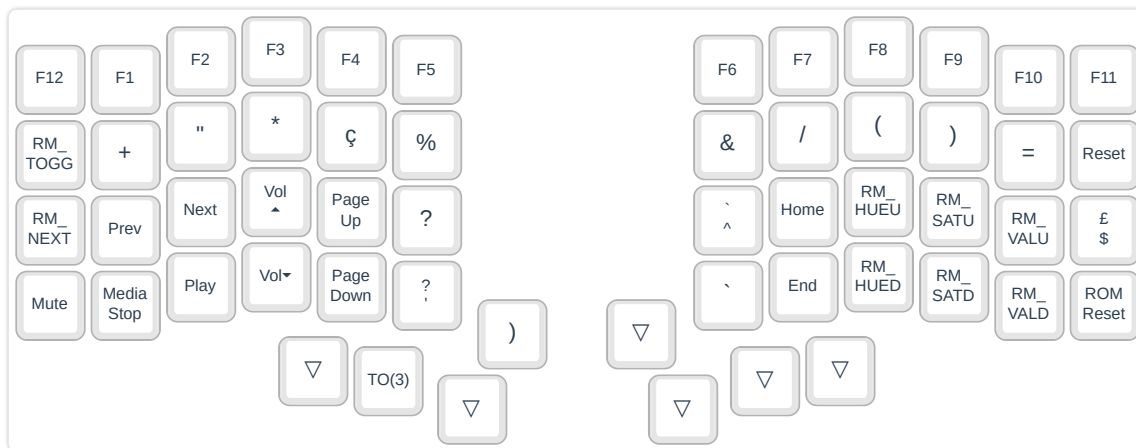 F12 F1 F2 F3 F4 F5 F6 F7 F8 F9 F10 F11
RM_
TOGG
+ " * ç % & / ( ) = Reset
RM_
NEXT
Prev Next
Vol
▲
Page
Up
?
`
^
Home
RM_
HUEU
RM_
SATU
RM_
VALU
£
$
Mute
Media
Stop
Play
Vol▾
Page
Down
?
'
`
End
RM_
HUED
RM_
SATD
RM_
VALD
ROM
Reset
▽ TO(3) ) ▽ ▽ ▽ ▽ ▽